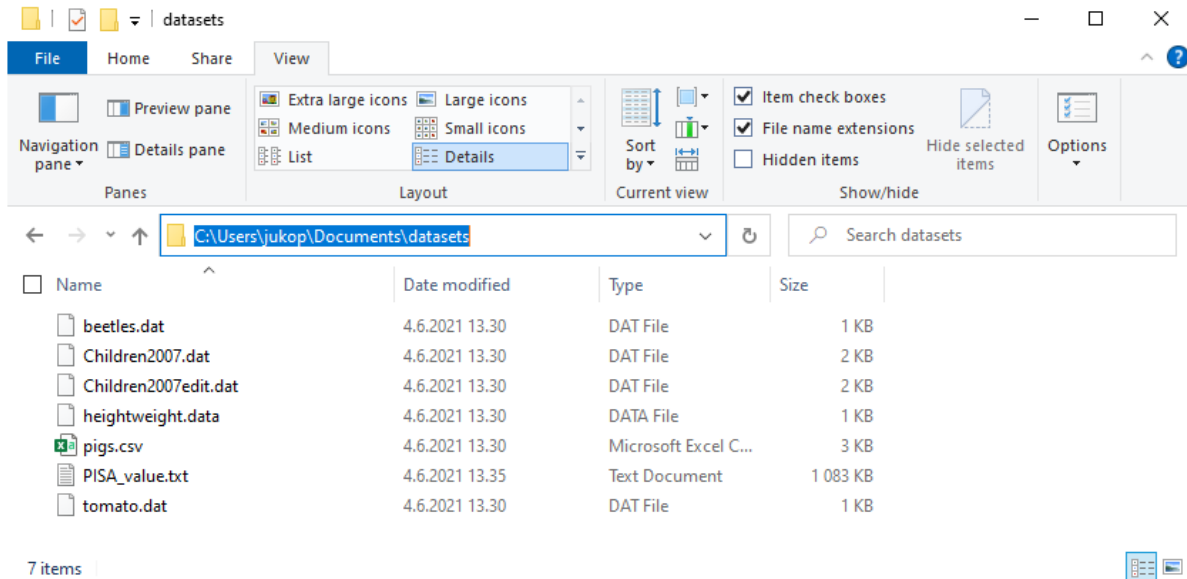 datasets
File Home Share View ?
Preview pane
Navigation pane
Details pane
Panes
Extra large icons Large icons
Medium icons Small icons
List Details
Layout
Sort by
Current view
Item check boxes
File name extensions
Hidden items
Hide selected items
Show/hide
Options
C:\Users\jukop\Documents\datasets
Search datasets
Name Date modified Type Size
beetles.dat 4.6.2021 13.30 DAT File 1 KB
Children2007.dat 4.6.2021 13.30 DAT File 2 KB
Children2007edit.dat 4.6.2021 13.30 DAT File 2 KB
heightweight.data 4.6.2021 13.30 DATA File 1 KB
pigs.csv 4.6.2021 13.30 Microsoft Excel C... 3 KB
PISA_value.txt 4.6.2021 13.35 Text Document 1 083 KB
tomato.dat 4.6.2021 13.30 DAT File 1 KB
7 items